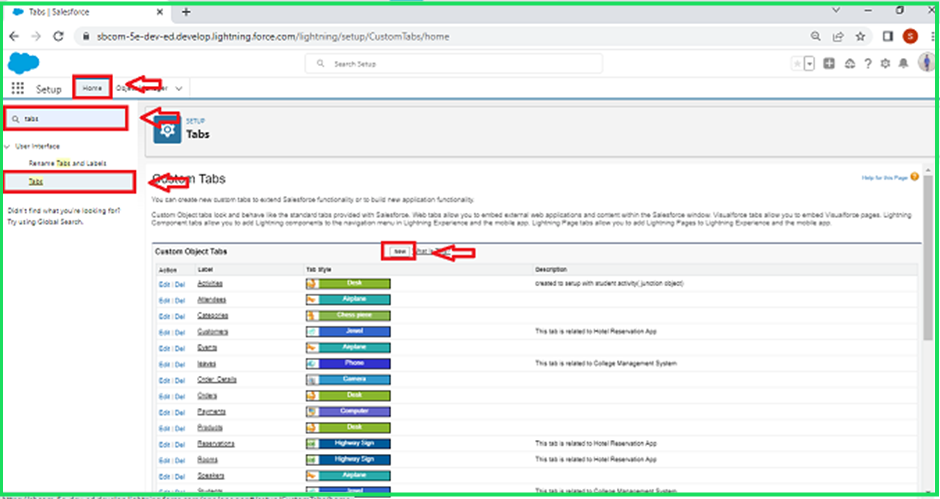 Tabs | Salesforce
sbcom-5e-dev-ed.develop.lightning.force.com/lightning/setup/CustomTabs/home
S
Search Setup
Setup
Home
tabs
User Interface
Rename Tabs and Labels
Tabs
Didn't find what you're looking for?
Try using Global Search.
SETUP
Tabs
Custom Tabs
Help for this Page
You can create new custom tabs to extend Salesforce functionality or to build new application functionality.
Custom Object tabs look and behave like the standard tabs provided with Salesforce. Web tabs allow you to embed external web applications and content within the Salesforce window. Visualforce tabs allow you to embed Visualforce pages. Lightning
Component tabs allow you to add Lightning components to the navigation menu in Lightning Experience and the mobile app. Lightning Page tabs allow you to add Lightning Pages to Lightning Experience and the mobile app.
Custom Object Tabs
New
Action Label Tab Style Description
Edit | Del Activities Desk created to setup with student activity( junction object)
Edit | Del Attendees Airplane
Edit | Del Categories Chess piece
Edit | Del Customers Jewel This tab is related to Hotel Reservation App
Edit | Del Events Airplane
Edit | Del Phone This tab is related to College Management System
Edit | Del Order_Details Camera
Edit | Del Orders Desk
Edit | Del Payments Computer
Edit | Del Products Desk
Edit | Del Reservations Highway Sign This tab is related to Hotel Reservation App
Edit | Del Rooms Highway Sign This tab is related to Hotel Reservation App
Edit | Del Speakers Airplane
Edit | Del Students Jewel This tab is related to College Management System